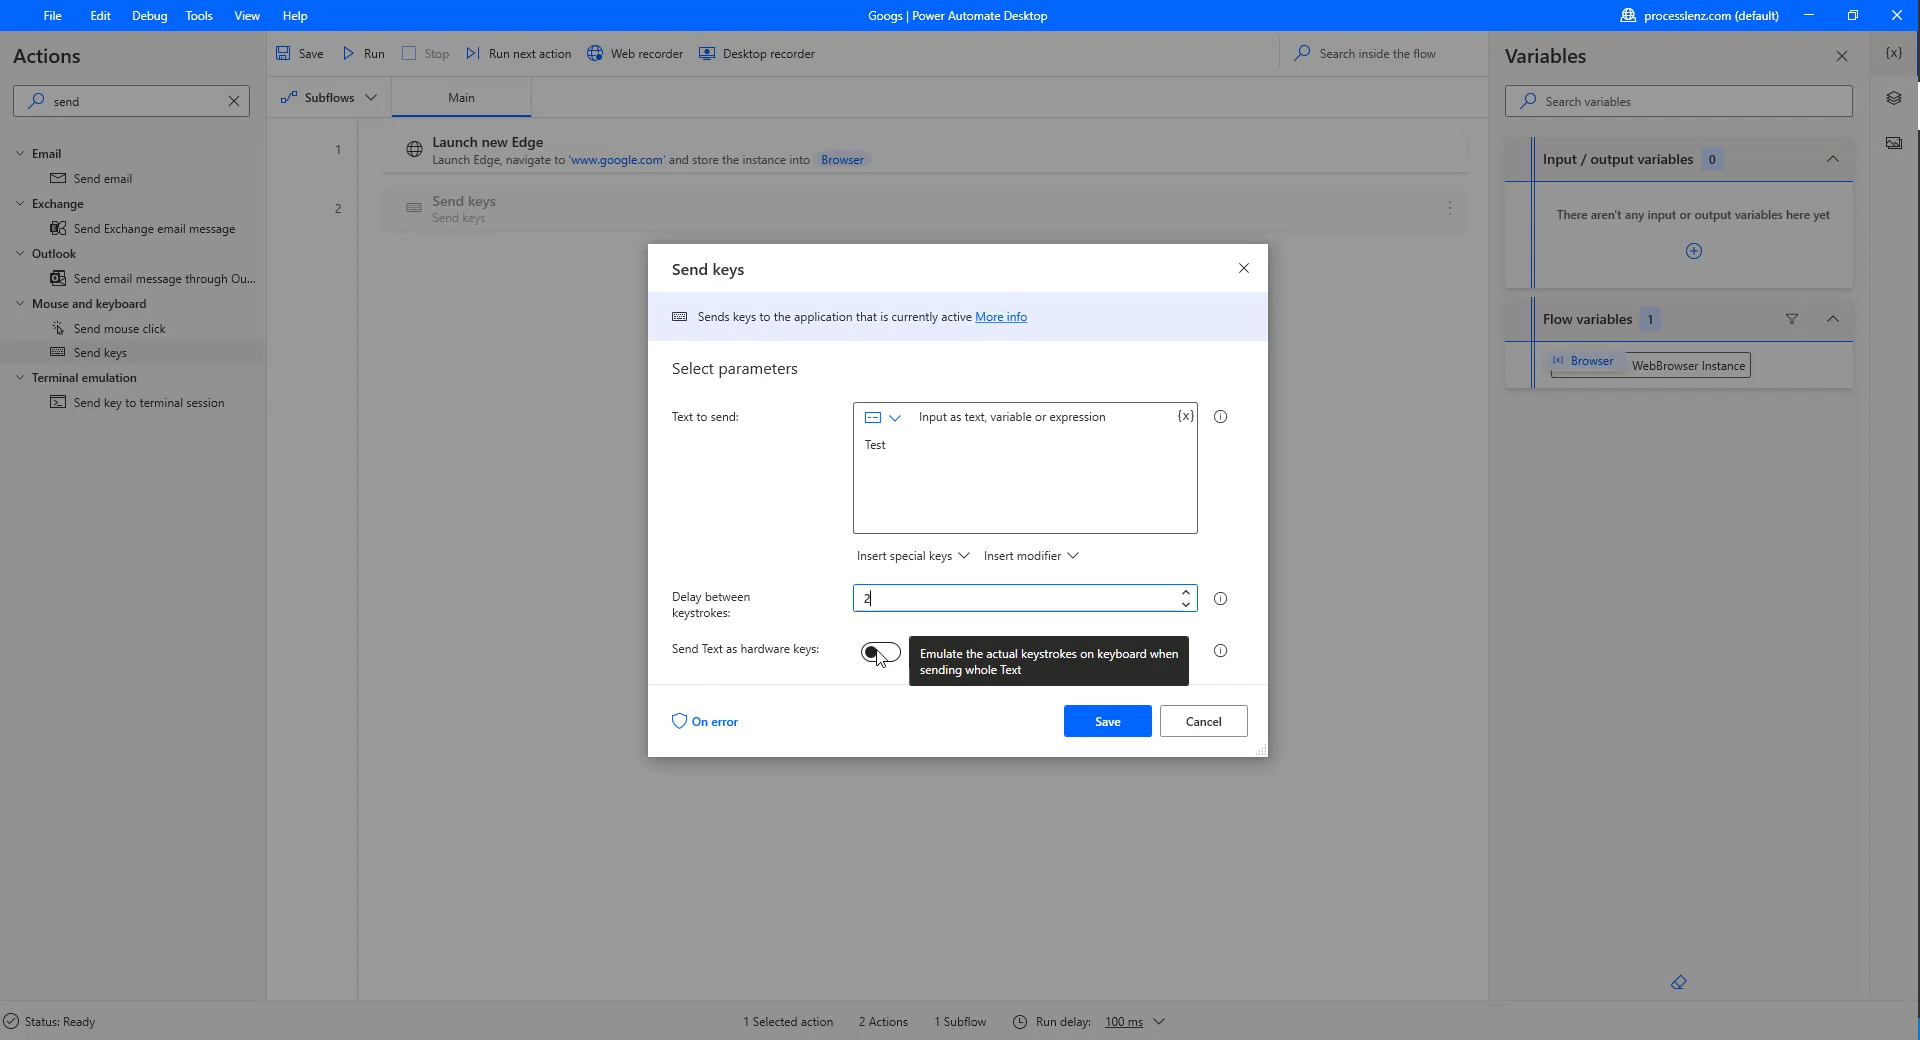 File Edit Debug Tools View Help
Googs | Power Automate Desktop
processlenz.com (default)
Actions
send
Email
Send email
Exchange
Send Exchange email message
Outlook
Send email message through Ou...
Mouse and keyboard
Send mouse click
Send keys
Terminal emulation
Send key to terminal session
Save Run Stop Run next action Web recorder Desktop recorder
Search inside the flow
Subflows
Main
1
Launch new Edge
Launch Edge, navigate to 'www.google.com' and store the instance into Browser
2
Send keys
Send keys
Send keys
Sends keys to the application that is currently active More info
Select parameters
Text to send:
Input as text, variable or expression
{x}
Test
Insert special keys Insert modifier
Delay between
keystrokes:
2
Send Text as hardware keys:
Emulate the actual keystrokes on keyboard when
sending whole Text
On error
Save
Cancel
Variables
{x}
Search variables
Input / output variables 0
There aren't any input or output variables here yet
Flow variables 1
(x) Browser
WebBrowser Instance
Status: Ready
1 Selected action
2 Actions
1 Subflow
Run delay: 100 ms